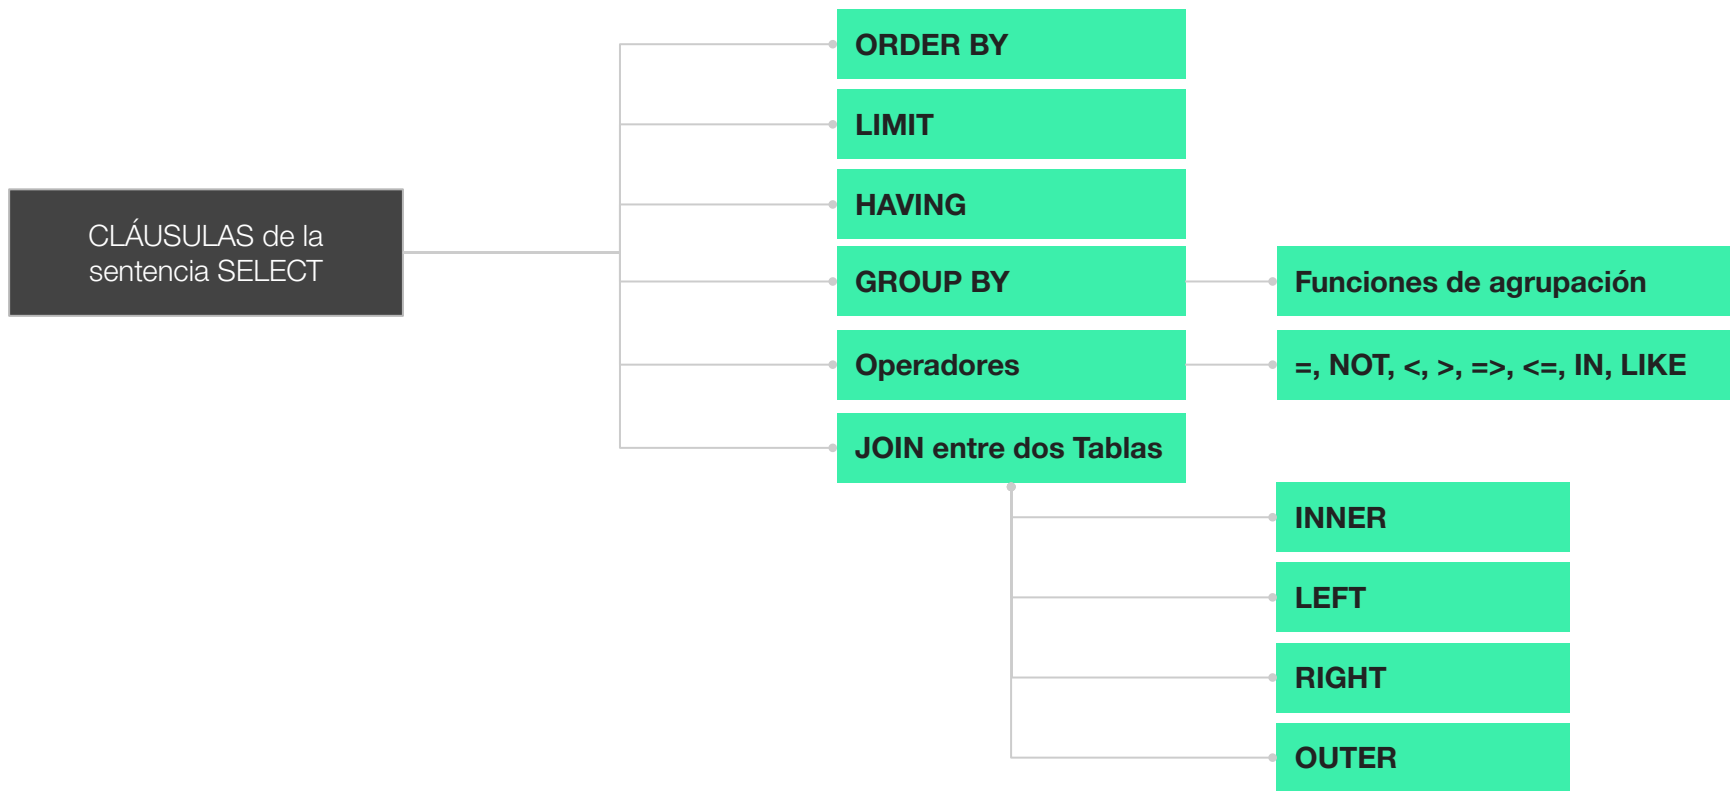 CLÁUSULAS de la
sentencia SELECT
ORDER BY
LIMIT
HAVING
GROUP BY
Funciones de agrupación
Operadores
=, NOT, <, >, =>, <=, IN, LIKE
JOIN entre dos Tablas
INNER
LEFT
RIGHT
OUTER